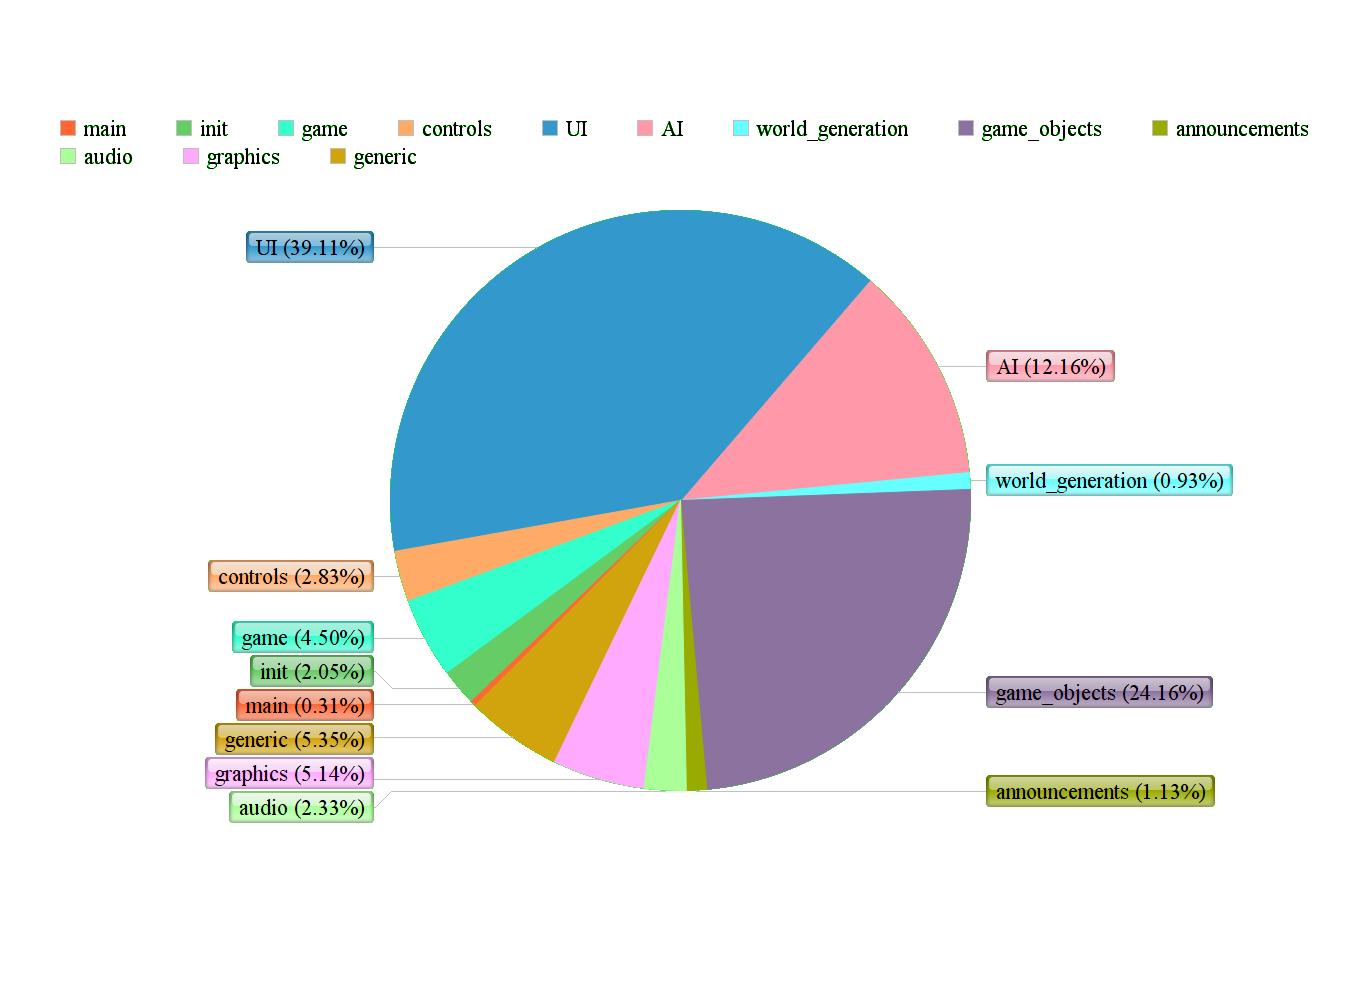 main init game controls UI AI world_generation game_objects announcements
audio graphics generic
UI (39.11%)
AI (12.16%)
world_generation (0.93%)
controls (2.83%)
game (4.50%)
init (2.05%)
game_objects (24.16%)
main (0.31%)
generic (5.35%)
graphics (5.14%)
announcements (1.13%)
audio (2.33%)